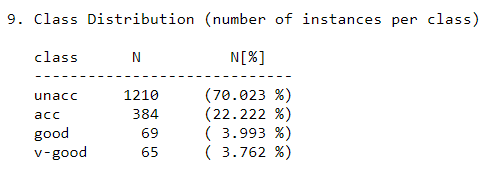 9. Class Distribution (number of instances per class)
class N N[%]
-----------------------------
unacc 1210 (70.023 %)
acc 384 (22.222 %)
good 69 ( 3.993 %)
v-good 65 ( 3.762 %)